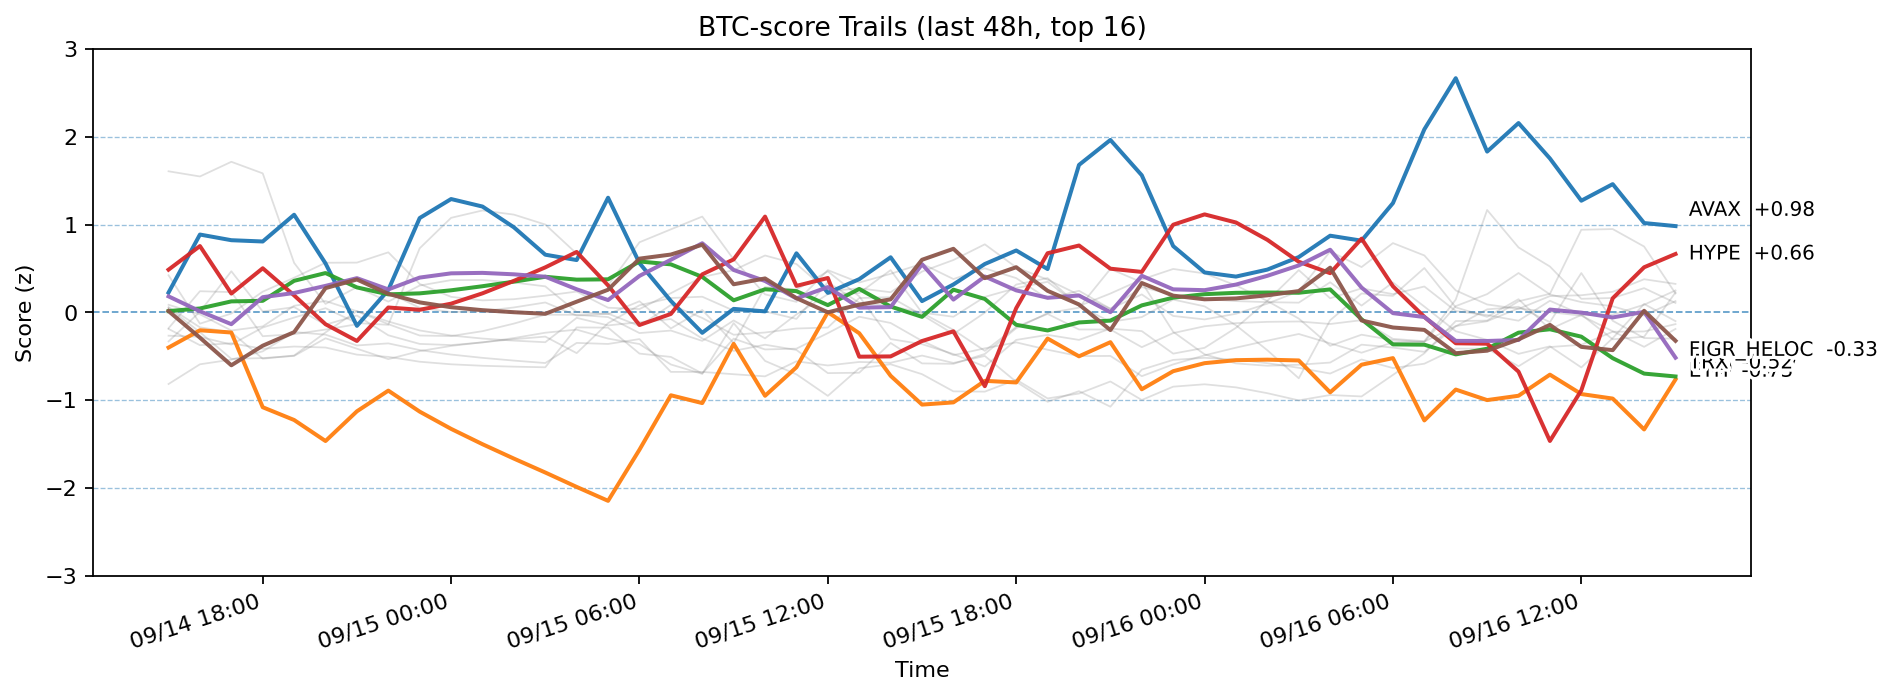 BTC-score Trails (last 48h, top 16)
Score (z)
3
2
1
0
−1
−2
−3
AVAX +0.98
HYPE +0.66
FIGR_HELOC -0.33
09/14 18:00
09/15 00:00
09/15 06:00
09/15 12:00
09/15 18:00
09/16 00:00
09/16 06:00
09/16 12:00
Time